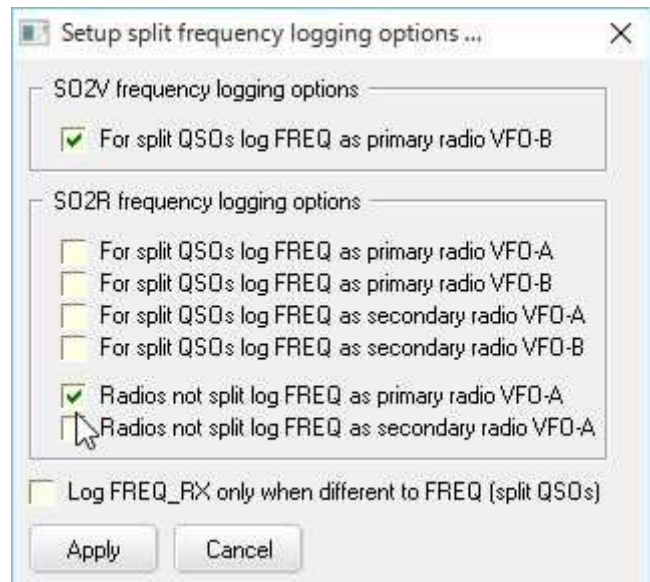 Setup split frequency logging options ...
SO2V frequency logging options
For split QSOs log FREQ as primary radio VFO-B
SO2R frequency logging options
For split QSOs log FREQ as primary radio VFO-A
For split QSOs log FREQ as primary radio VFO-B
For split QSOs log FREQ as secondary radio VFO-A
For split QSOs log FREQ as secondary radio VFO-B
Radios not split log FREQ as primary radio VFO-A
Radios not split log FREQ as secondary radio VFO-A
Log FREQ_RX only when different to FREQ (split QSOs)
Apply Cancel